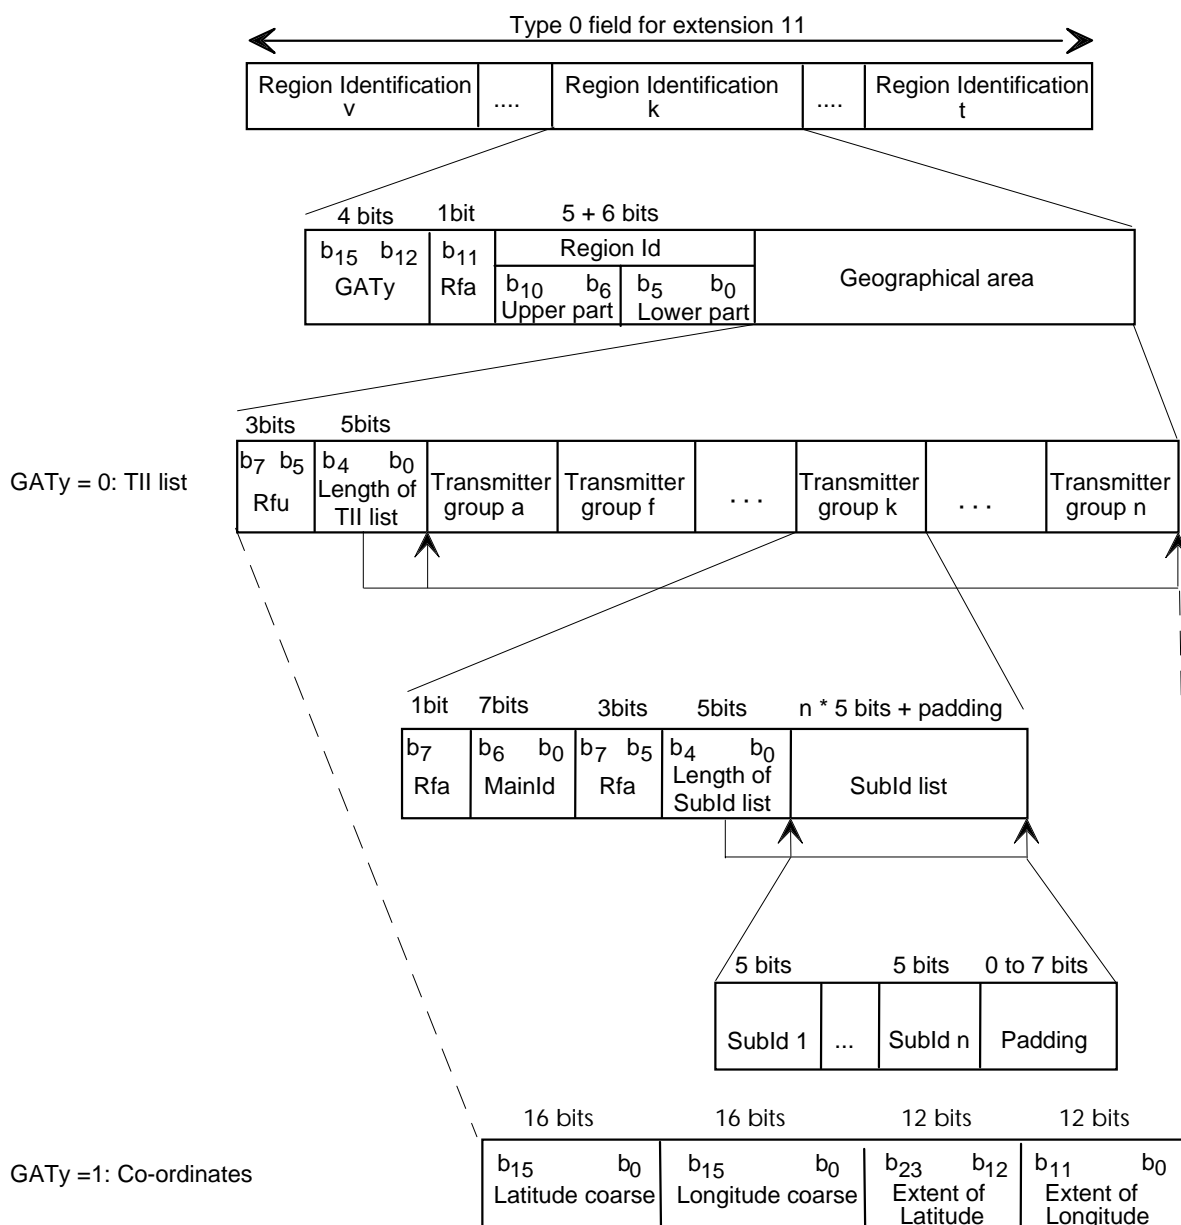 Type 0 field for extension 11
Region Identification v .... Region Identification k .... Region Identification t
4 bits 1bit 5 + 6 bits
b15 b12 GATy b11 Rfa Region Id Geographical area
b10 b6 Upper part b5 b0 Lower part
3bits 5bits
GATy = 0: TII list
b7 b5 Rfu b4 b0 Length of TII list Transmitter group a Transmitter group f . . . Transmitter group k . . . Transmitter group n
1bit 7bits 3bits 5bits n * 5 bits + padding
b7 Rfa b6 b0 MainId b7 b5 Rfa b4 b0 Length of SubId list SubId list
5 bits 5 bits 0 to 7 bits
SubId 1 ... SubId n Padding
16 bits 16 bits 12 bits 12 bits
GATy =1: Co-ordinates
b15 b0 Latitude coarse b15 b0 Longitude coarse b23 b12 Extent of Latitude b11 b0 Extent of Longitude